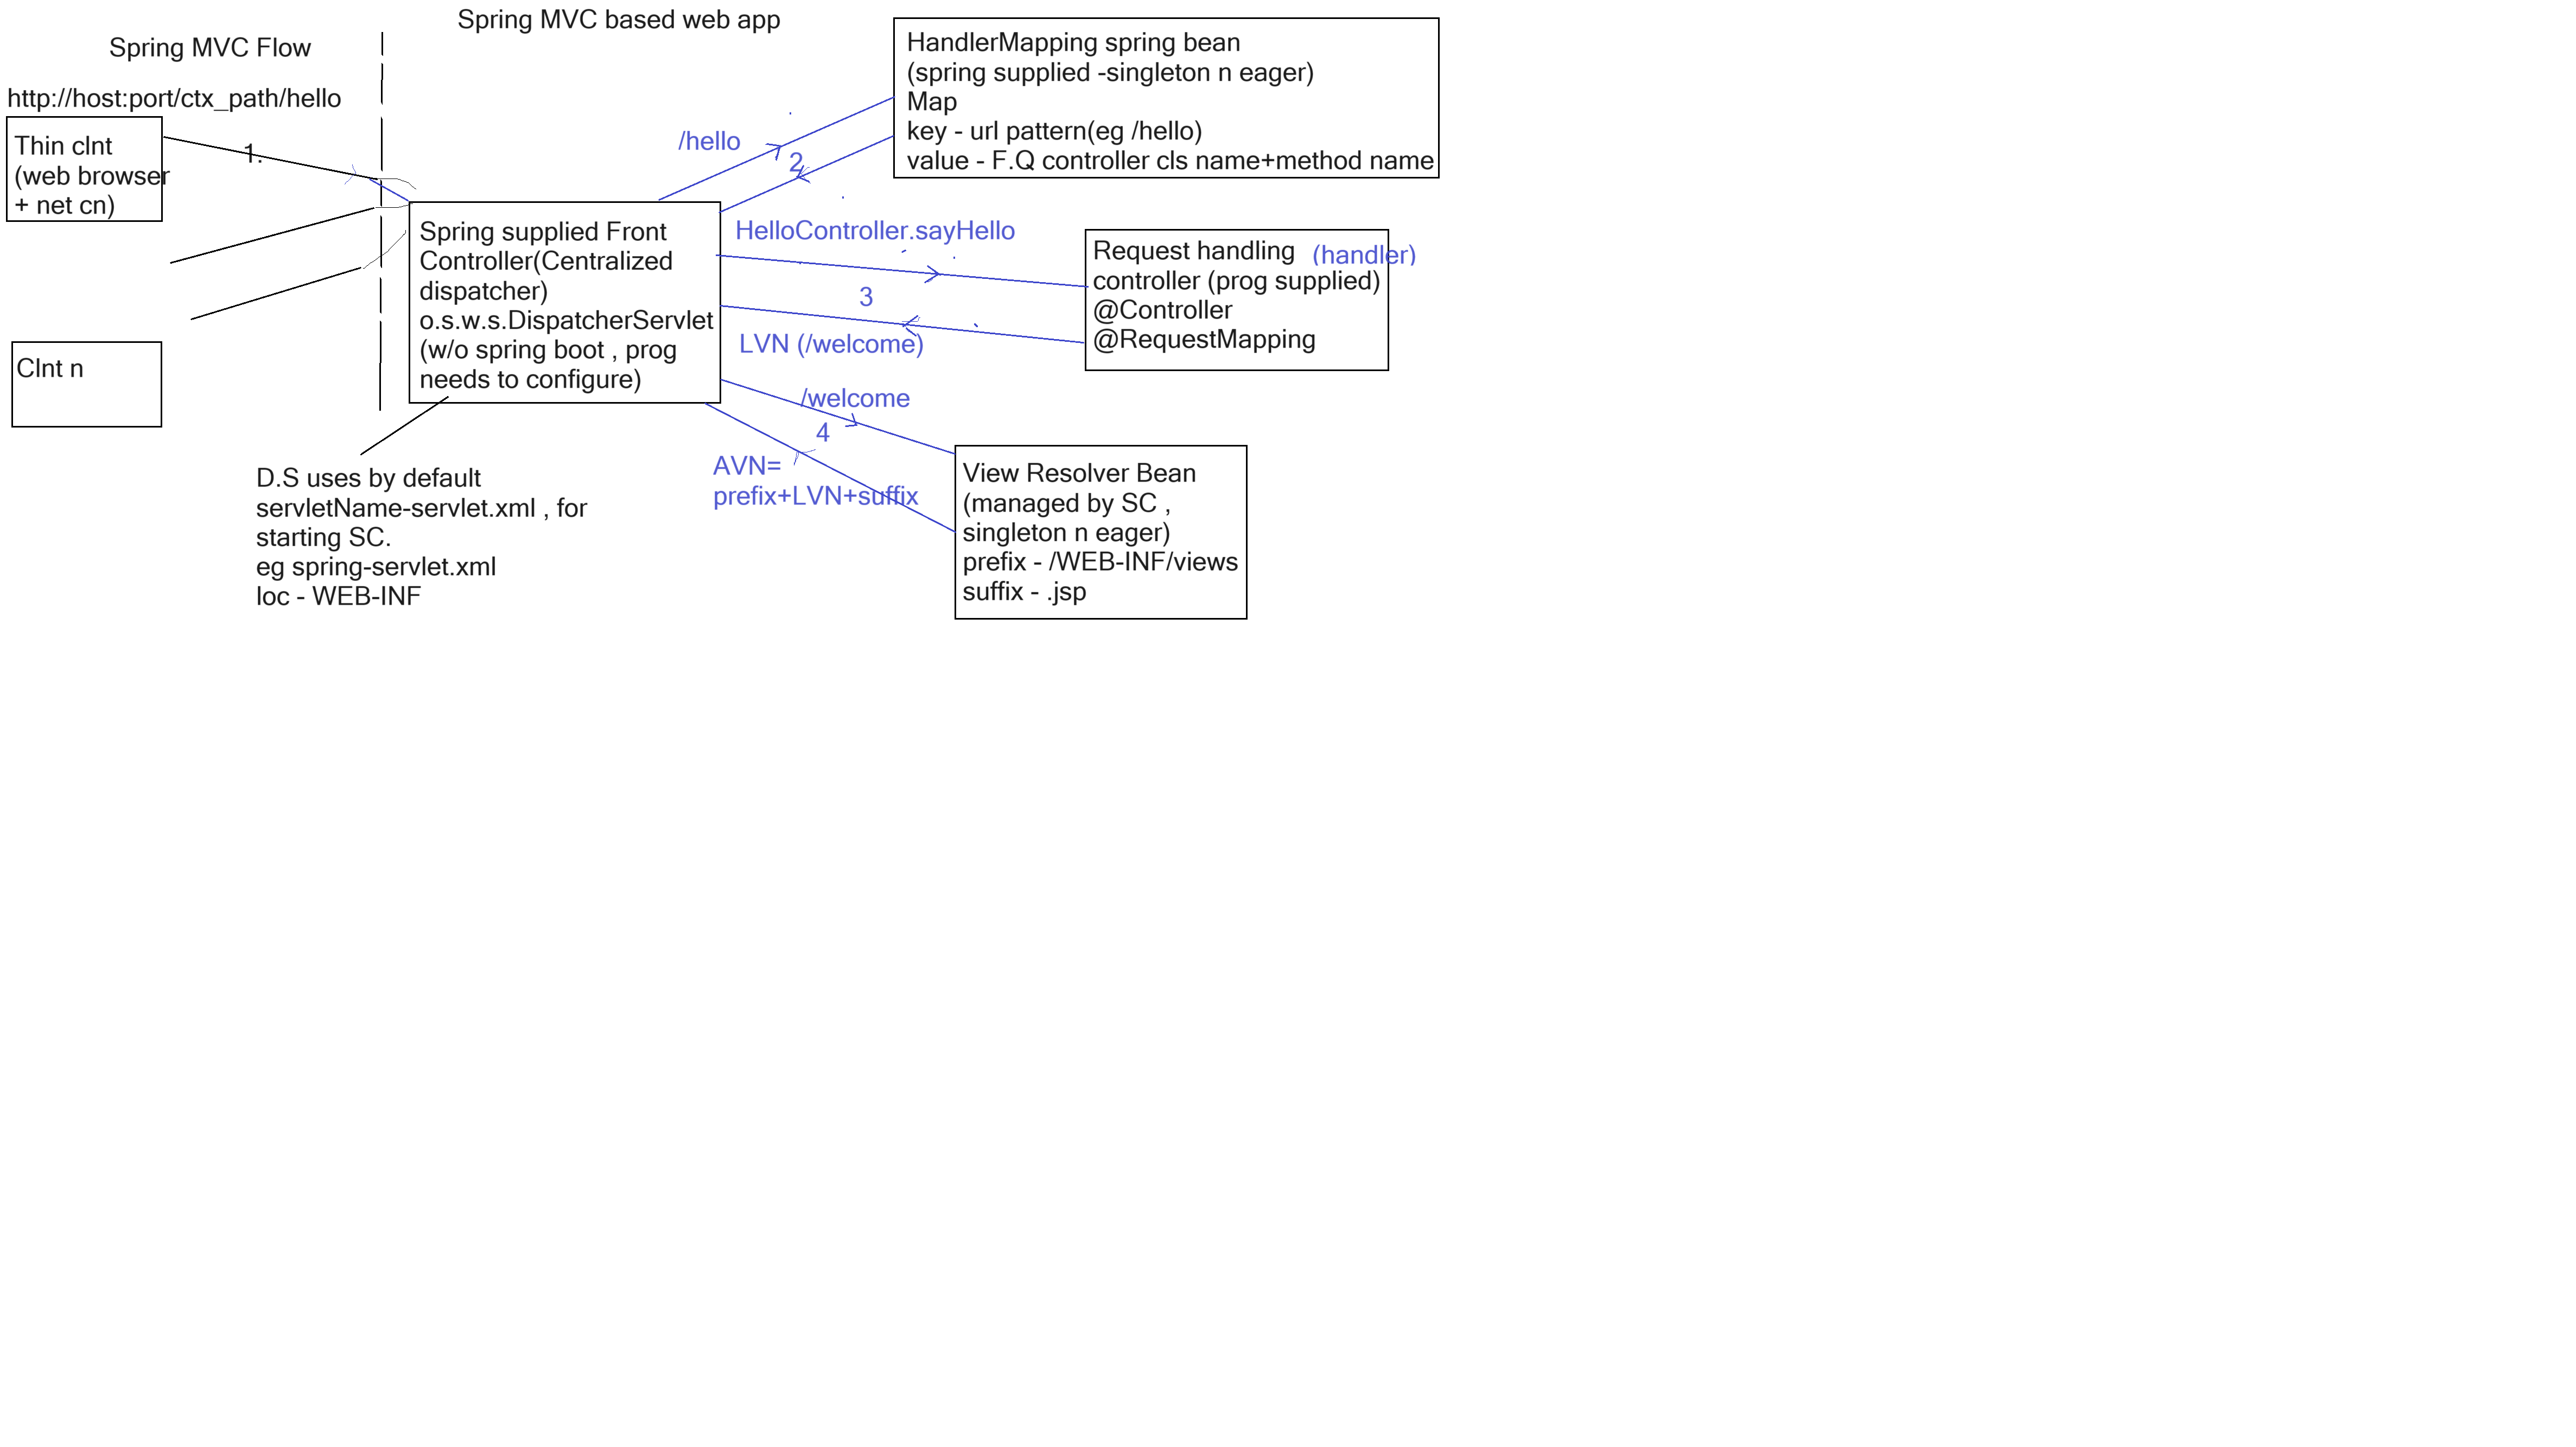 Spring MVC based web app
Spring MVC Flow
http://host:port/ctx_path/hello
Thin clnt
(web browser
+ net cn)
1.
Clnt n
Spring supplied Front
Controller(Centralized
dispatcher)
o.s.w.s.DispatcherServlet
(w/o spring boot , prog
needs to configure)
D.S uses by default
servletName-servlet.xml , for
starting SC.
eg spring-servlet.xml
loc - WEB-INF
/hello
2
HandlerMapping spring bean
(spring supplied -singleton n eager)
Map
key - url pattern(eg /hello)
value - F.Q controller cls name+method name
HelloController.sayHello
3
LVN (/welcome)
Request handling (handler)
controller (prog supplied)
@Controller
@RequestMapping
/welcome
4
AVN=
prefix+LVN+suffix
View Resolver Bean
(managed by SC ,
singleton n eager)
prefix - /WEB-INF/views
suffix - .jsp